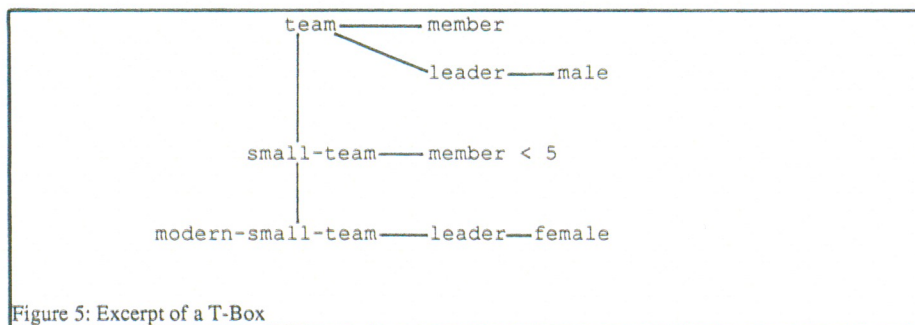 team member
leader male
small-team member < 5
modern-small-team leader female
Figure 5: Excerpt of a T-Box